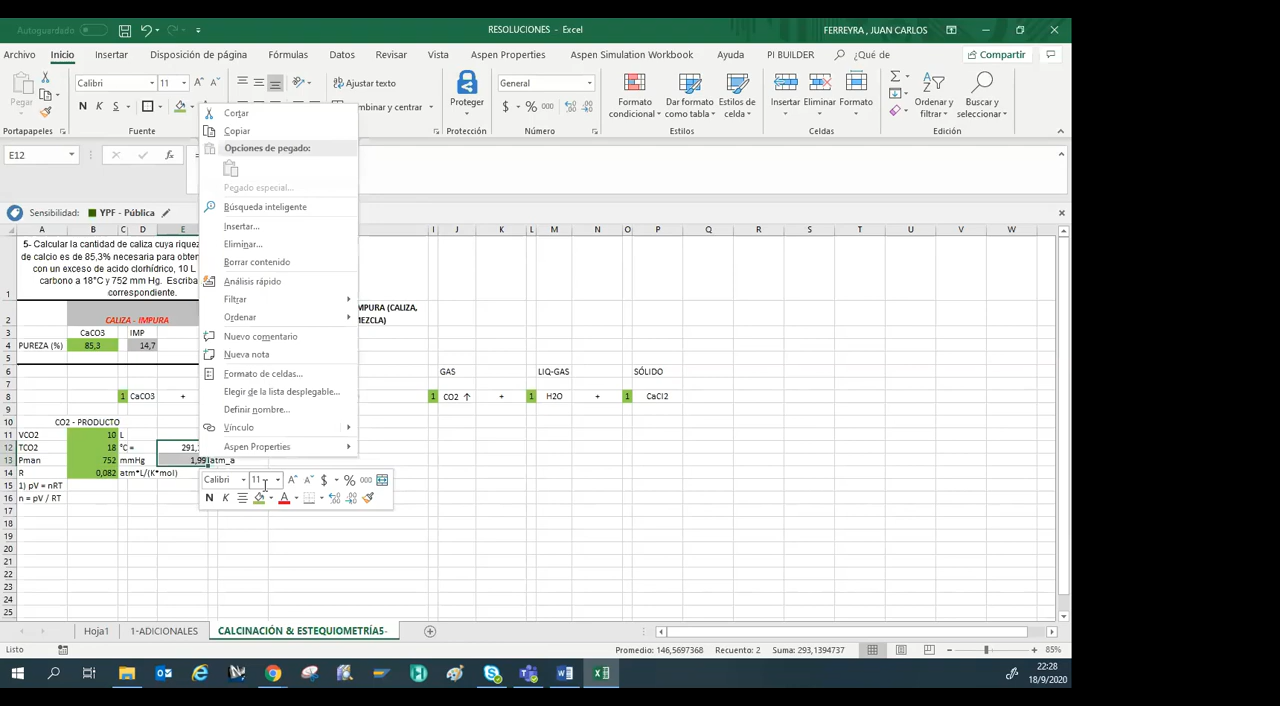 Autoguardado
RESOLUCIONES - Excel
FERREYRA , JUAN CARLOS
Archivo Inicio Insertar Disposición de página Fórmulas Datos Revisar Vista Aspen Properties Aspen Simulation Workbook Ayuda PI BUILDER ¿Qué de Compartir
Pegar
Calibri 11
Ajustar texto
General
N K S
mbinar y centrar
$ % 000
Proteger
Formato condicional
Dar formato como tabla
Estilos de celda
Insertar Eliminar Formato
Ordenar y filtrar
Buscar y seleccionar
Portapapeles Fuente Protección Número Estilos Celdas Edición
E12 fx =
Sensibilidad: YPF - Pública
A B C D E I J K L M N O P Q R S T U V W
5- Calcular la cantidad de caliza cuya riquez
de calcio es de 85,3% necesaria para obten
con un exceso de acido clorhídrico, 10 L
carbono a 18°C y 752 mm Hg. Escriba
1 correspondiente.
2 CALIZA - IMPURA
MPURA (CALIZA,
MEZCLA)
3 CaCO3 IMP
4 PUREZA (%) 85,3 14,7
5
6 GAS LIQ-GAS SÓLIDO
7
8 1 CaCO3 + 1 CO2 ↑ + 1 H2O + 1 CaCl2
9
10 CO2 - PRODUCTO
11 VCO2 10 L
12 TCO2 18 °C = 291,
13 Pman 752 mmHg 1,99 atm_a
14 R 0,082 atm*L/(K*mol)
15 1) pV = nRT
16 n = pV / RT
17
18
19
20
21
22
23
24
25
Cortar
Copiar
Opciones de pegado:
Pegado especial...
Búsqueda inteligente
Insertar...
Eliminar...
Borrar contenido
Análisis rápido
Filtrar
Ordenar
Nuevo comentario
Nueva nota
Formato de celdas...
Elegir de la lista desplegable...
Definir nombre...
Vínculo
Aspen Properties
Calibri 11 A A $ % 000
N K A
Hoja1 1-ADICIONALES CALCINACIÓN & ESTEQUIOMETRÍAS-
Listo Promedio: 146,5697368 Recuento: 2 Suma: 293,1394737 85%
22:28
18/9/2020